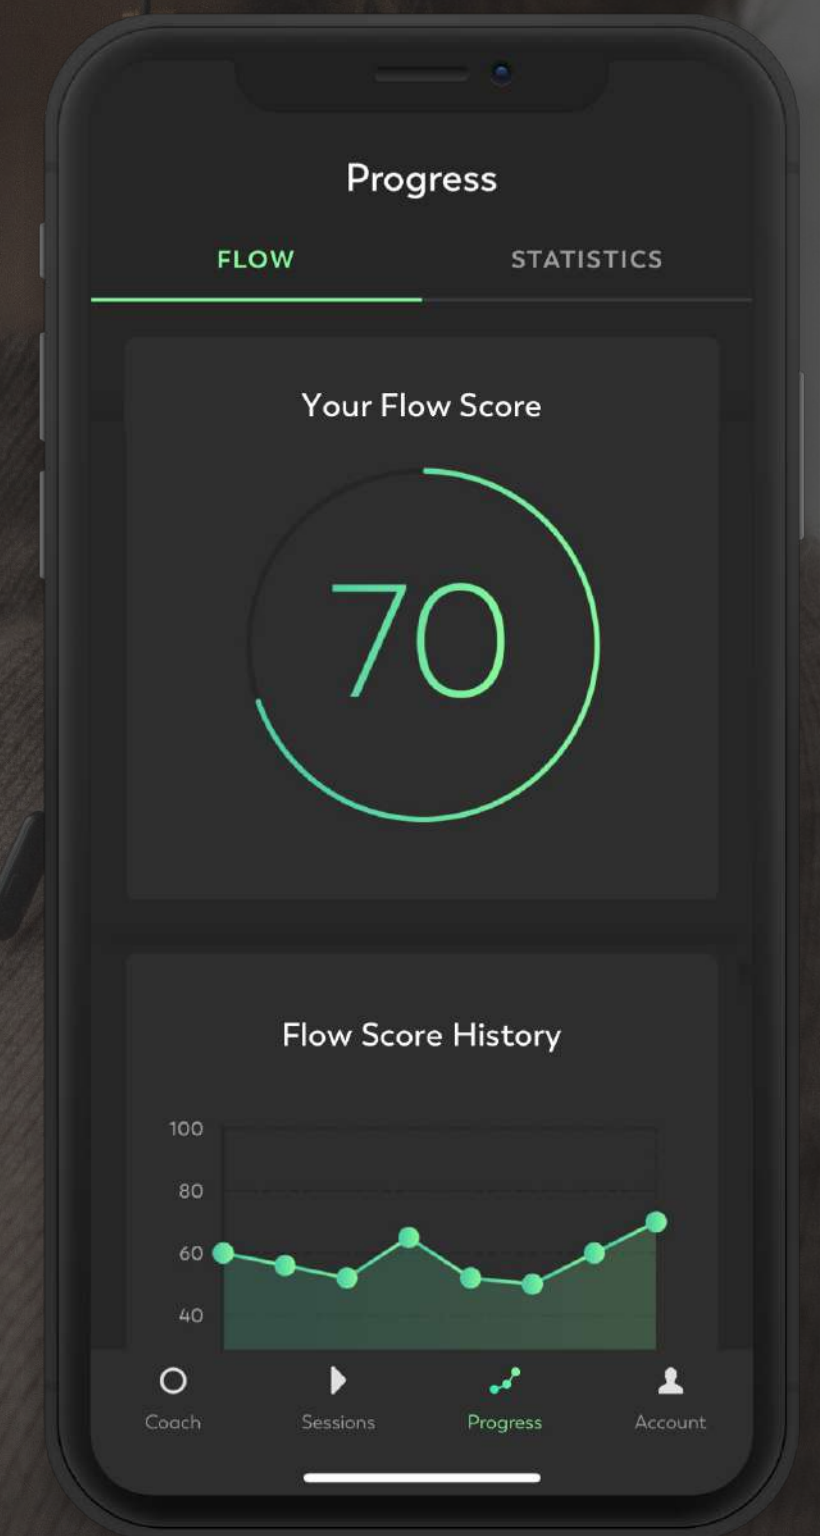 Progress
FLOW STATISTICS
Your Flow Score
70
Flow Score History
100
80
60
40
Coach Sessions Progress Account